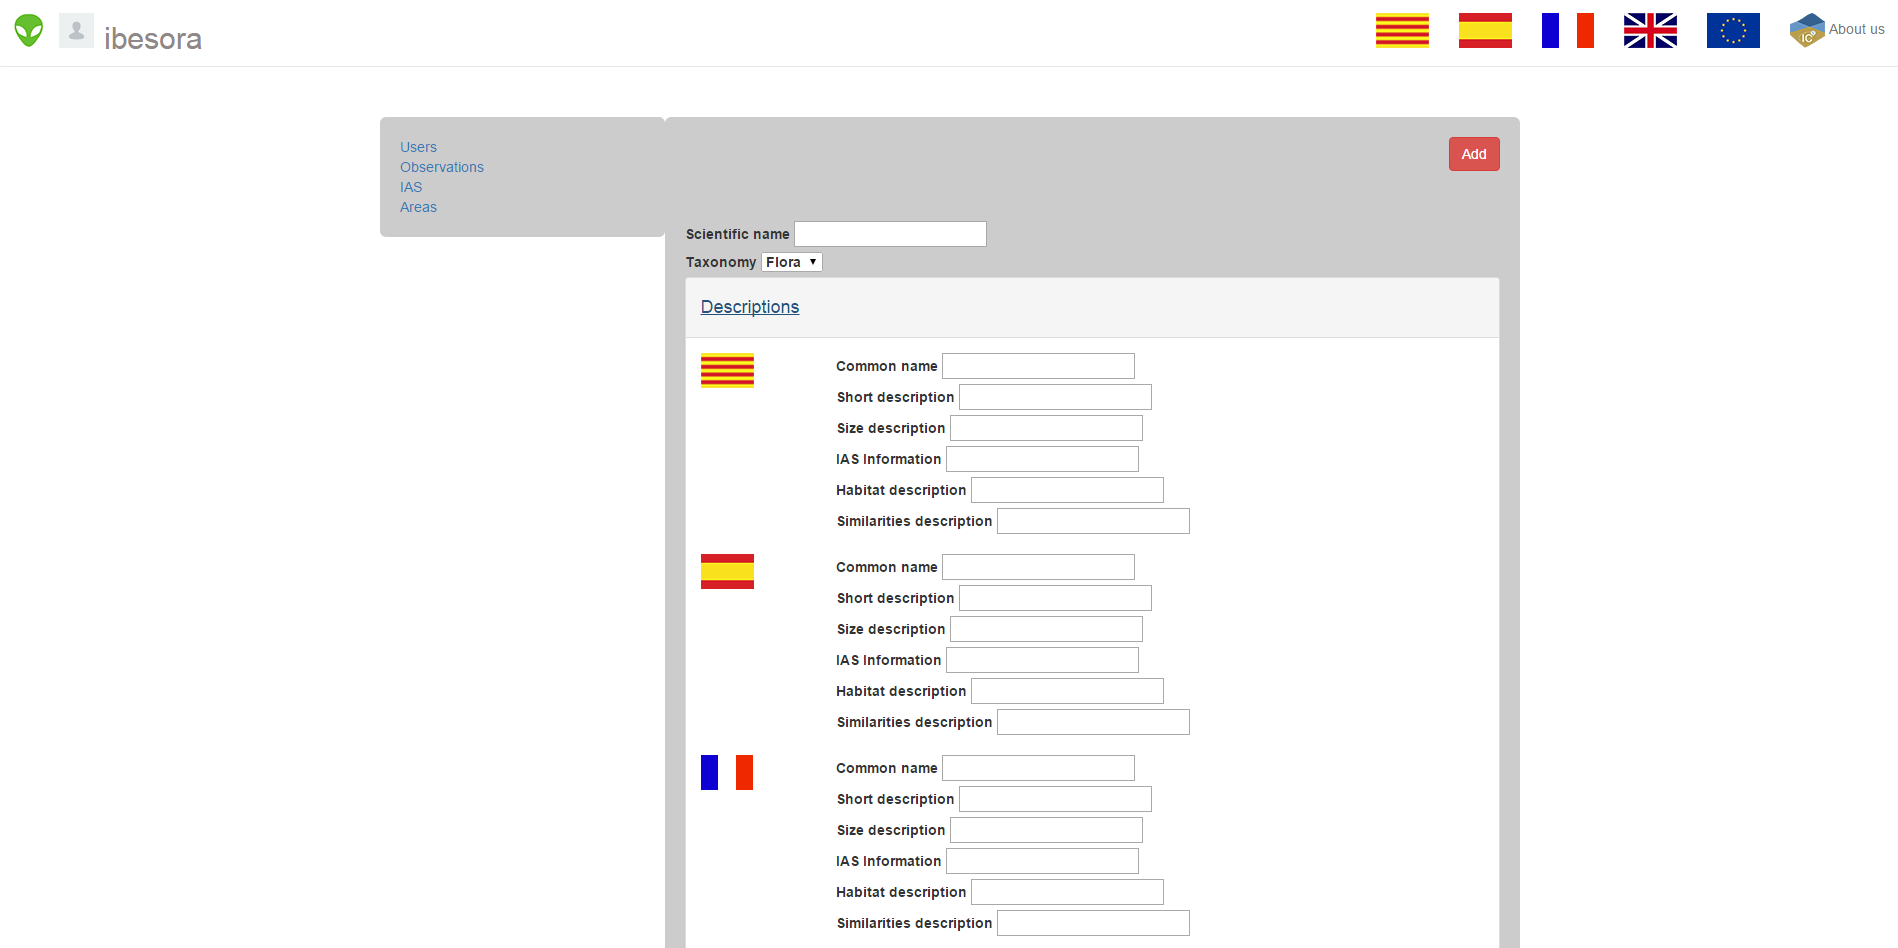 ibesora
IC
About us
Users
Observations
IAS
Areas
Add
Scientific name
Taxonomy Flora
Descriptions
Common name
Short description
Size description
IAS Information
Habitat description
Similarities description
Common name
Short description
Size description
IAS Information
Habitat description
Similarities description
Common name
Short description
Size description
IAS Information
Habitat description
Similarities description